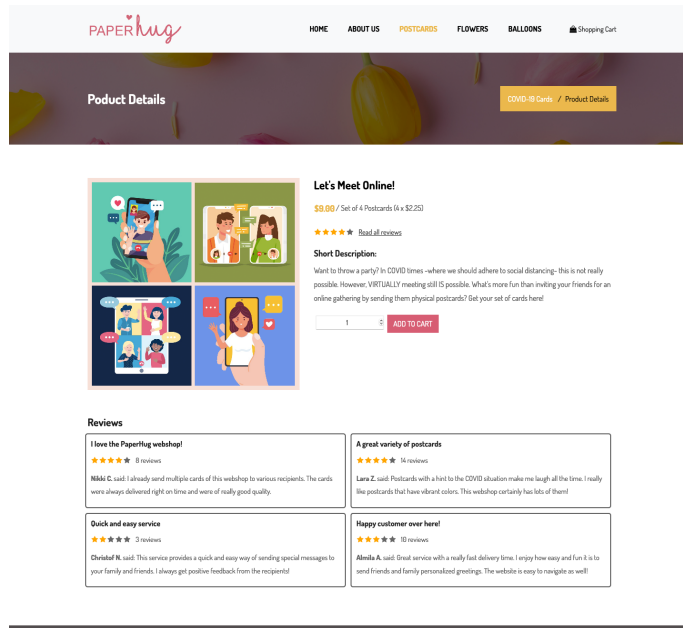 PAPER hug
HOME ABOUT US POSTCARDS FLOWERS BALLOONS Shopping Cart
Poduct Details
COVID-19 Cards / Product Details
Let's Meet Online!
$9.00 / Set of 4 Postcards (4 x $2.25)
Read all reviews
Short Description:
Want to throw a party? In COVID times -where we should adhere to social distancing- this is not really
possible. However, VIRTUALLY meeting still IS possible. What's more fun than inviting your friends for an
online gathering by sending them physical postcards? Get your set of cards here!
1 ADD TO CART
Reviews
I love the PaperHug webshop!
8 reviews
Nikki C. said: I already send multiple cards of this webshop to various recipients. The cards
were always delivered right on time and were of really good quality.
A great variety of postcards
14 reviews
Lara Z. said: Postcards with a hint to the COVID situation make me laugh all the time. I really
like postcards that have vibrant colors. This webshop certainly has lots of them!
Quick and easy service
3 reviews
Christof N. said: This service provides a quick and easy way of sending special messages to
your family and friends. I always get positive feedback from the recipients!
Happy customer over here!
10 reviews
Almila A. said: Great service with a really fast delivery time. I enjoy how easy and fun it is to
send friends and family personalized greetings. The website is easy to navigate as well!